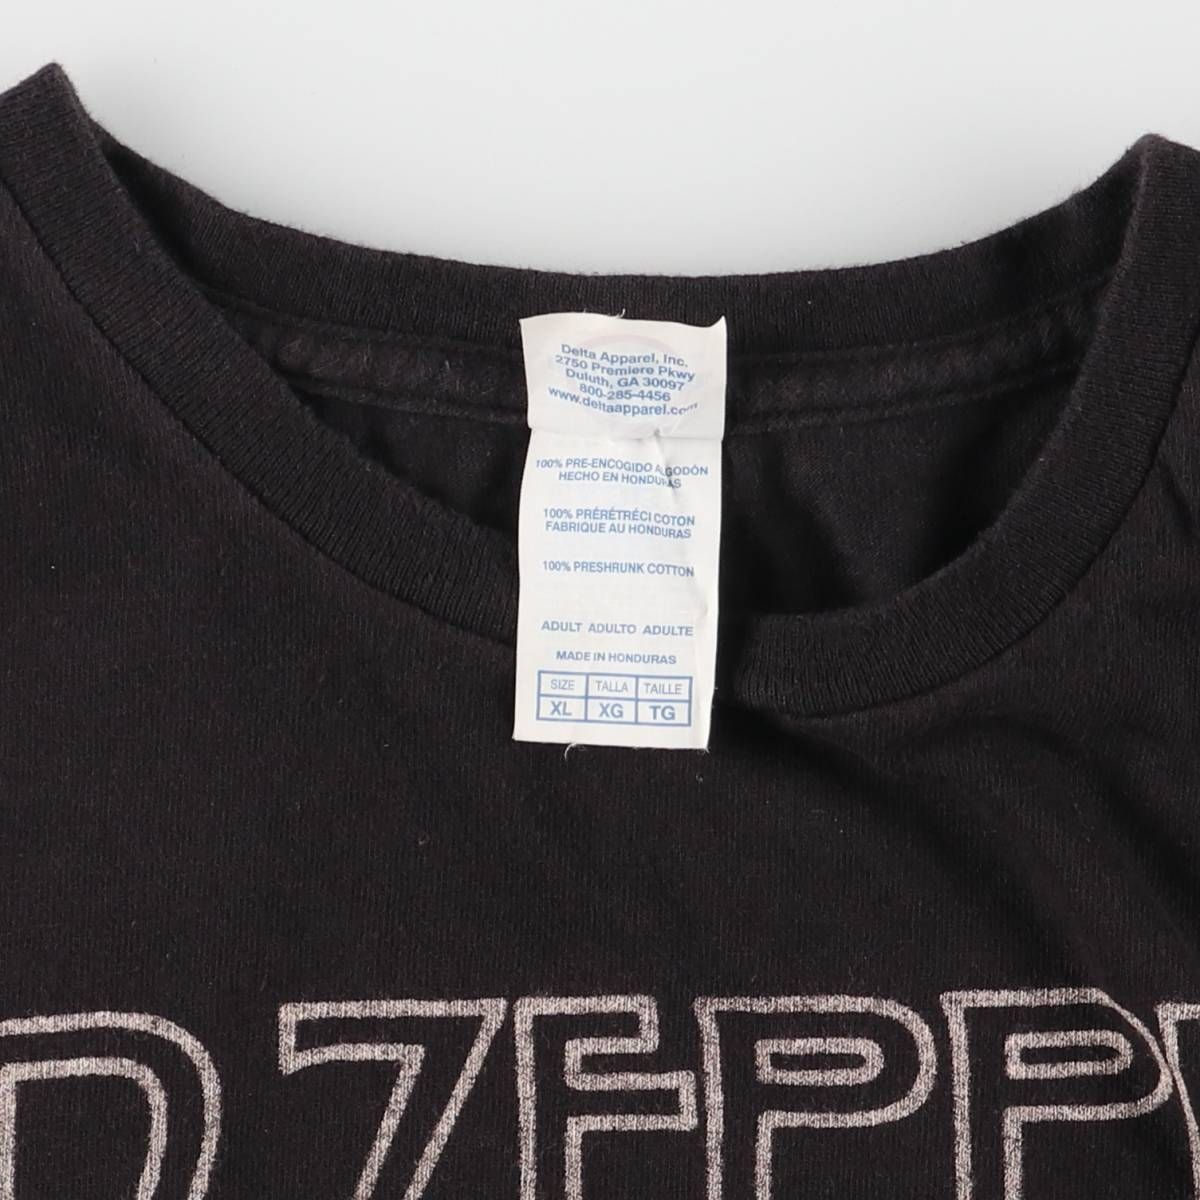 Delta Apparel, Inc.
2750 Premiere Pkwy
Duluth, GA 30097
800-285-4456
www.deltaapparel.com
100% PRE-ENCOGIDO ALGODÓN
HECHO EN HONDURAS
100% PRÉRÉTRÉCI COTON
FABRIQUE AU HONDURAS
100% PRESHRUNK COTTON
ADULT ADULTO ADULTE
MADE IN HONDURAS
SIZE TALLA TAILLE
XL XG TG
D ZEPP